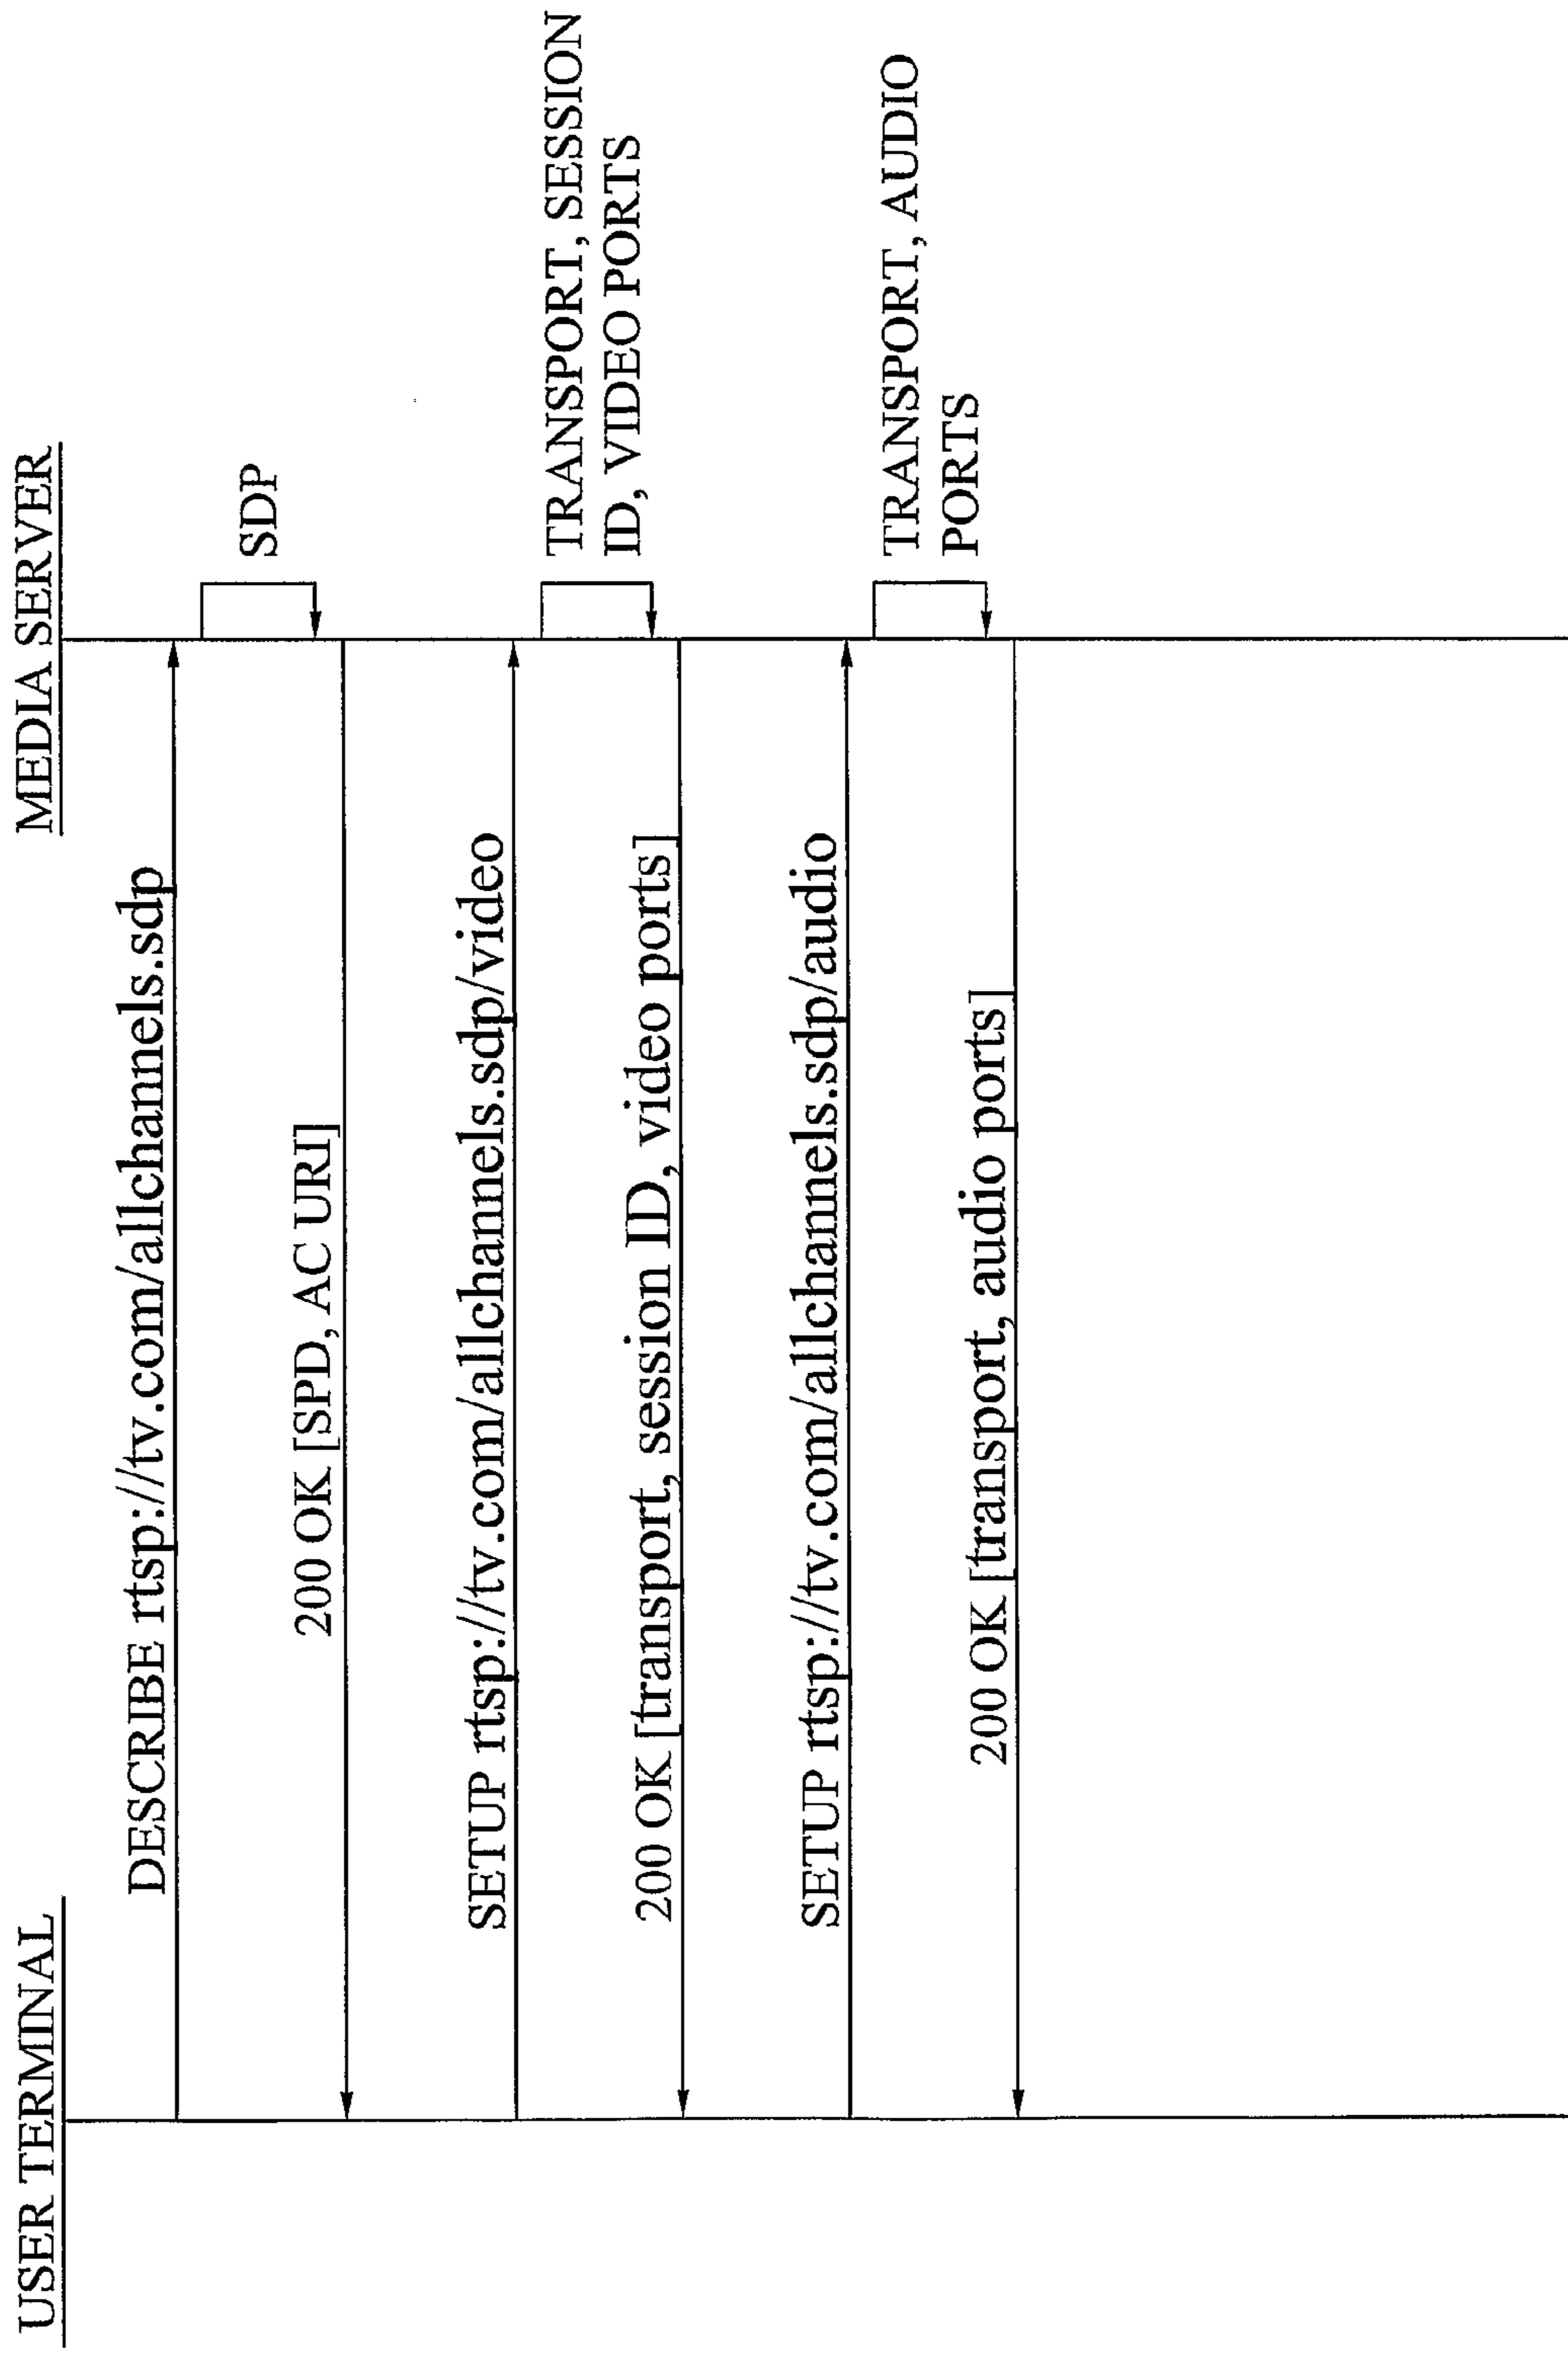 USER TERMINAL
MEDIA SERVER
DESCRIBE rtsp://tv.com/allchannels.sdp
SDP
200 OK [SPD, AC URI]
SETUP rtsp://tv.com/allchannels.sdp/video
TRANSPORT, SESSION
ID, VIDEO PORTS
200 OK [transport, session ID, video ports]
SETUP rtsp://tv.com/allchannels.sdp/audio
TRANSPORT, AUDIO
PORTS
200 OK [transport, audio ports]